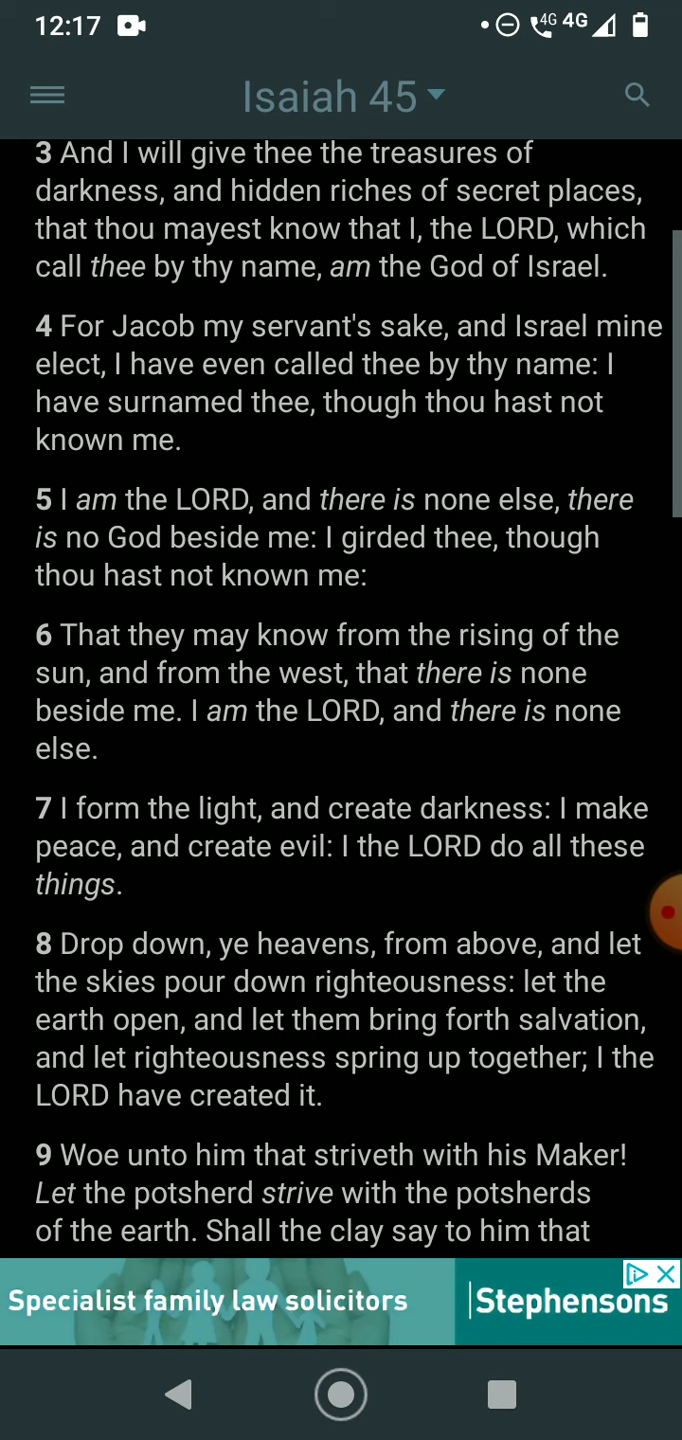 12:17
4G 4G
Isaiah 45
3 And I will give thee the treasures of
darkness, and hidden riches of secret places,
that thou mayest know that I, the LORD, which
call thee by thy name, am the God of Israel.
4 For Jacob my servant's sake, and Israel mine
elect, I have even called thee by thy name: I
have surnamed thee, though thou hast not
known me.
5 I am the LORD, and there is none else, there
is no God beside me: I girded thee, though
thou hast not known me:
6 That they may know from the rising of the
sun, and from the west, that there is none
beside me. I am the LORD, and there is none
else.
7 I form the light, and create darkness: I make
peace, and create evil: I the LORD do all these
things.
8 Drop down, ye heavens, from above, and let
the skies pour down righteousness: let the
earth open, and let them bring forth salvation,
and let righteousness spring up together; I the
LORD have created it.
9 Woe unto him that striveth with his Maker!
Let the potsherd strive with the potsherds
of the earth. Shall the clay say to him that
Specialist family law solicitors
Stephensons